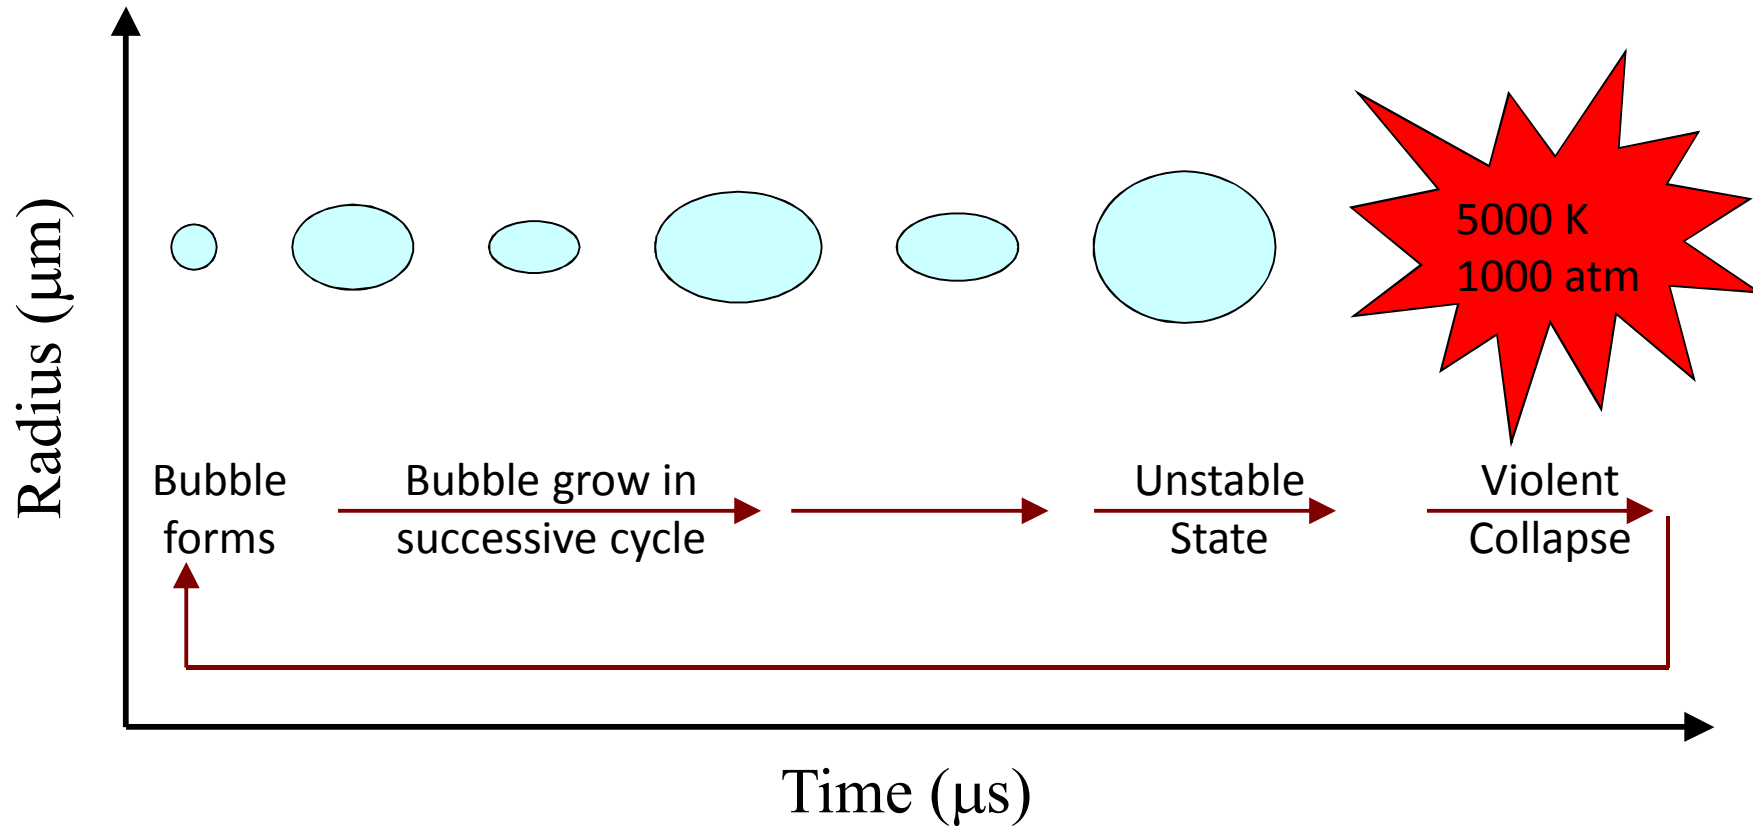 Radius (μm)
5000 K
1000 atm
Bubble
forms
Bubble grow in
successive cycle
Unstable
State
Violent
Collapse
Time (μs)